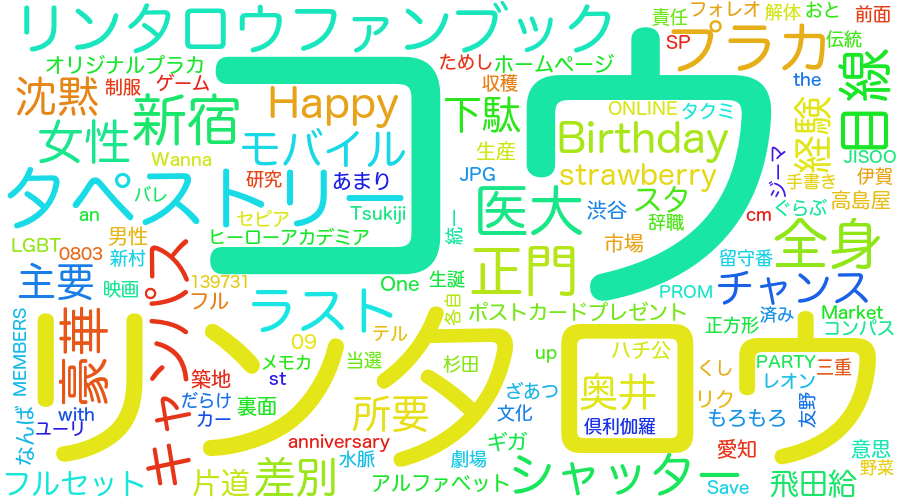 リンタロウファンブック
責任
フォレオ
解体
おと
前面
プラカ
伝統
SP
オリジナルプラカ
ためし
ホームページ
沈黙
制服
ゲーム
収穫
コウ
目線
新宿
Happy
下駄
ONLINE
タクミ
the
経験
女性
モバイル
Birthday
生産
Wanna
JISOO
ジーマ
研究
あまり
JPG
strawberry
手書き
伊賀
タペストリー
バレ
an
セピア
Tsukiji
医大
渋谷
スタ
辞職
cm
ぐらぶ
高島屋
LGBT
男性
ヒーローアカデミア
統一
市場
全身
0803
新村
正門
留守番
主要
映画
139731
フル
One
生誕
PROM
チャンス
キャンパス
ラスト
各自
ポストカードプレゼント
正方形
済み
Market
コンパス
MEMBERS
豪華
リンタロウ
09
テル
メモカ
当選
杉田
up
ハチ公
くし
PARTY
三重
st
築地
レオン
なんば
with
だらけ
裏面
所要
ざあつ
奥井
リク
ユーリ
カー
文化
倶利伽羅
もろもろ
友野
anniversary
ギガ
愛知
意思
フルセット
片道
差別
水脈
劇場
シャッター
野菜
アルファベット
Save
飛田給